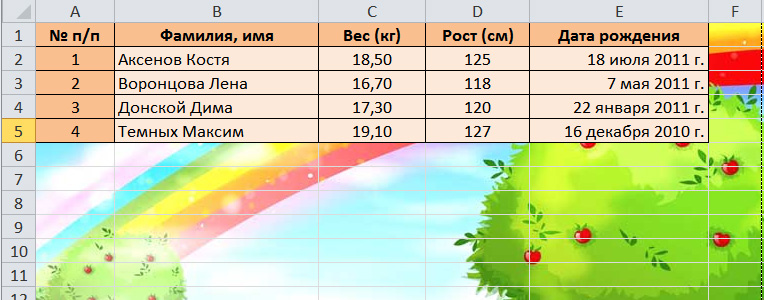 A B C D E F
1 № п/п Фамилия, имя Вес (кг) Рост (см) Дата рождения
2 1 Аксенов Костя 18,50 125 18 июля 2011 г.
3 2 Воронцова Лена 16,70 118 7 мая 2011 г.
4 3 Донской Дима 17,30 120 22 января 2011 г.
5 4 Темных Максим 19,10 127 16 декабря 2010 г.
6
7
8
9
10
11
12